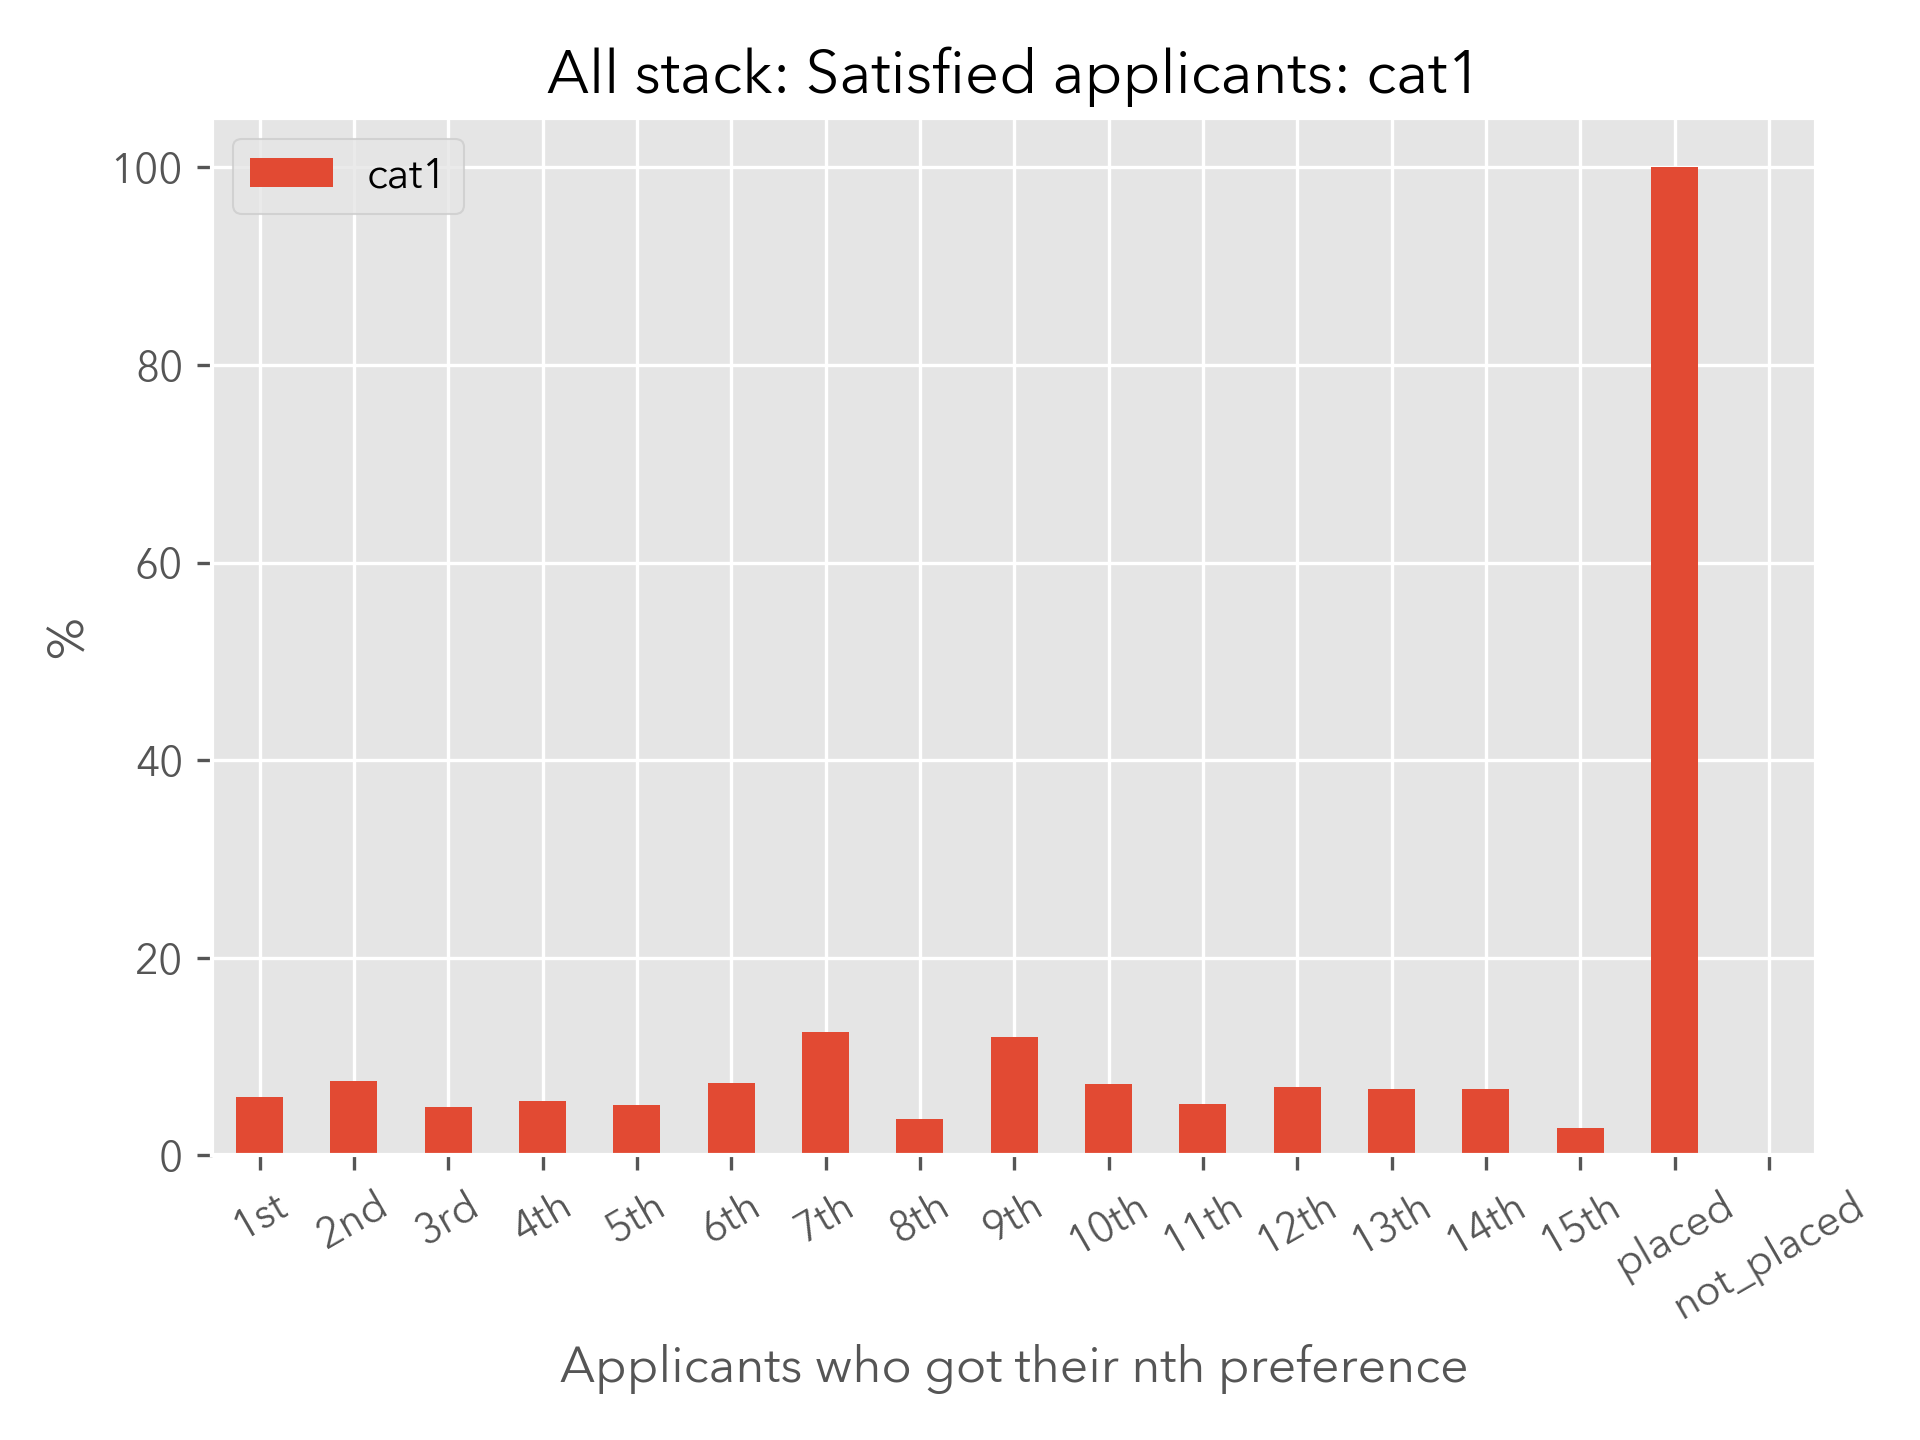 All stack: Satisfied applicants: cat1
cat1
100
80
60
40
20
0
%
1st 2nd 3rd 4th 5th 6th 7th 8th 9th 10th 11th 12th 13th 14th 15th placed not_placed
Applicants who got their nth preference